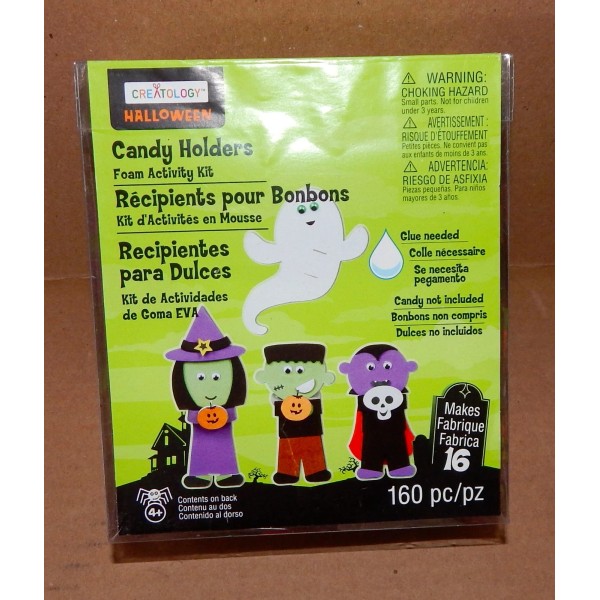 CREATOLOGY™
HALLOWEEN
Candy Holders
Foam Activity Kit
Récipients pour Bonbons
Kit d'Activités en Mousse
Recipientes
para Dulces
Kit de Actividades
de Goma EVA
WARNING:
CHOKING HAZARD
Small parts. Not for children
under 3 years.
AVERTISSEMENT :
RISQUE D'ÉTOUFFEMENT
Petites pièces. Ne convient pas
aux enfants de moins de 3 ans.
ADVERTENCIA:
RIESGO DE ASFIXIA
Piezas pequeñas. Para niños
mayores de 3 años.
Glue needed
Colle nécessaire
Se necesita
pegamento
Candy not included
Bonbons non compris
Dulces no incluidos
Makes
Fabrique
Fabrica
16
160 pc/pz
4+
Contents on back
Contenu au dos
Contenido al dorso